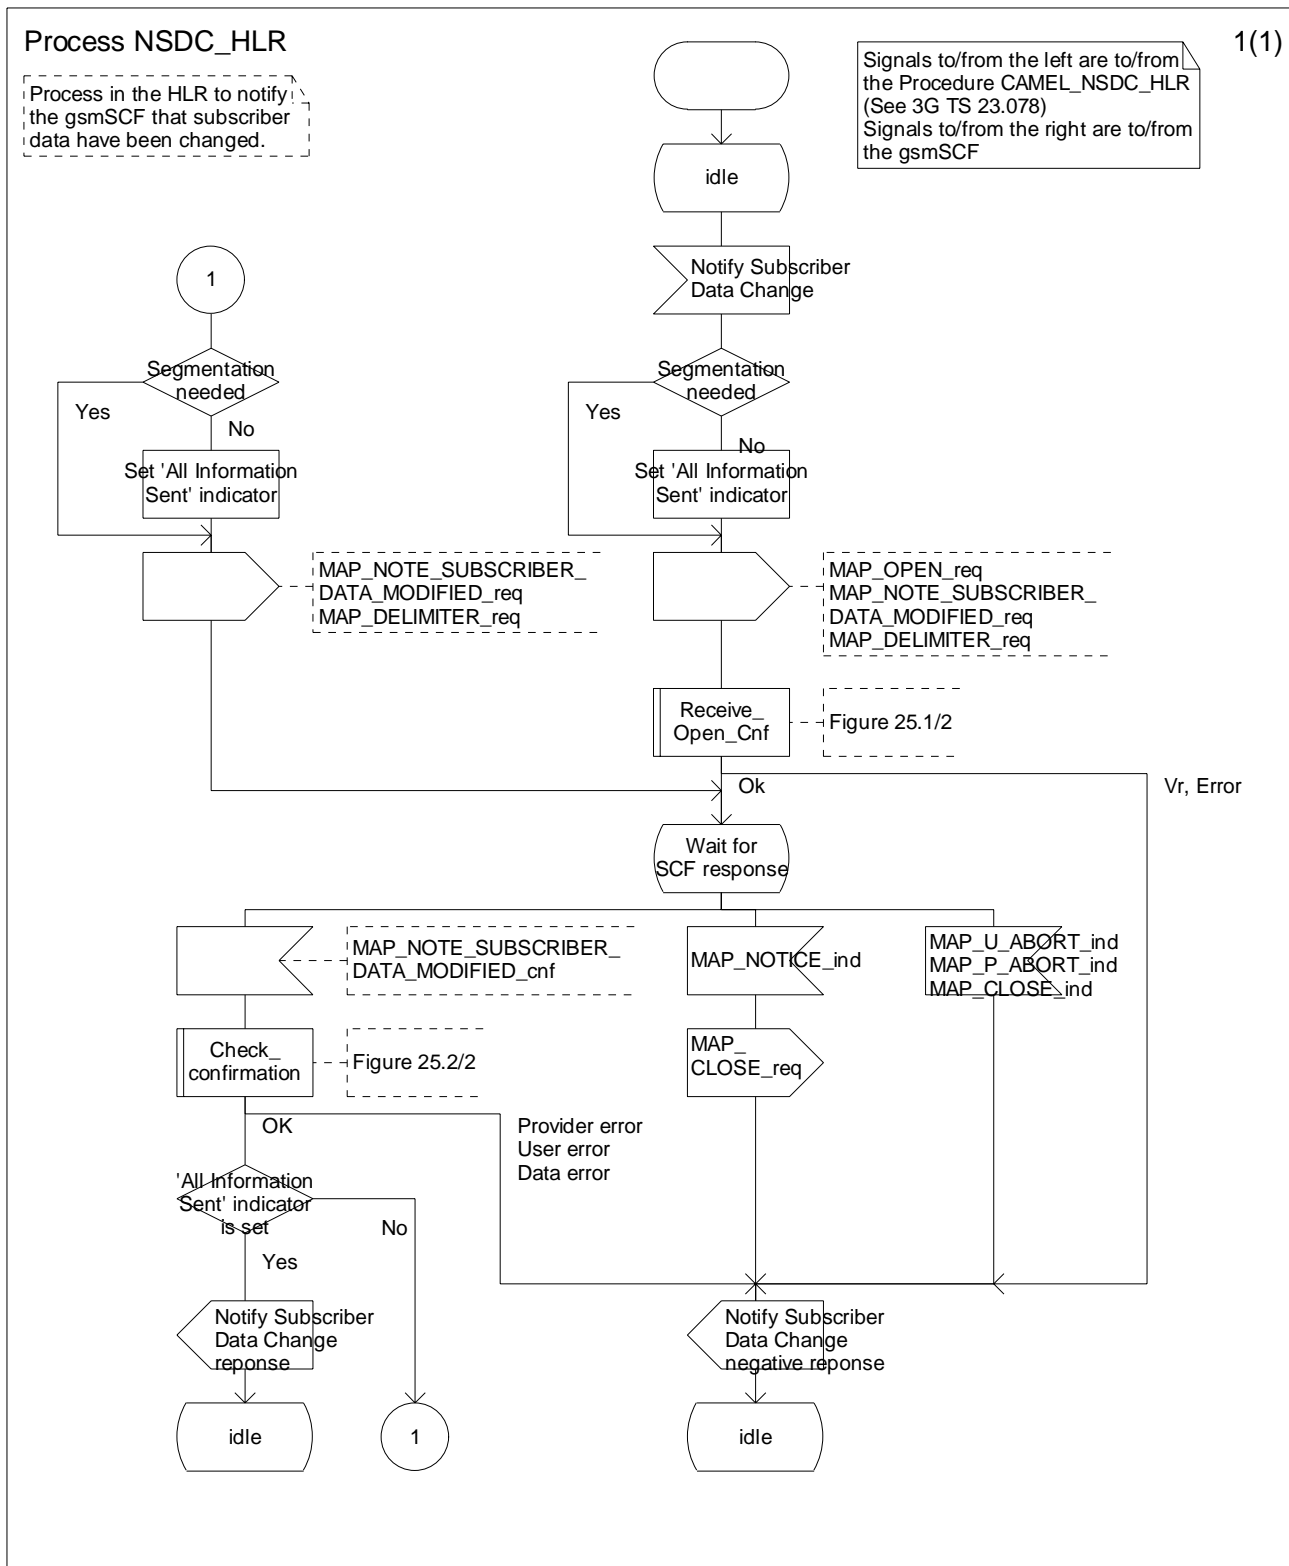 Process NSDC_HLR
1(1)
Process in the HLR to notify
the gsmSCF that subscriber
data have been changed.
Signals to/from the left are to/from
the Procedure CAMEL_NSDC_HLR
(See 3G TS 23.078)
Signals to/from the right are to/from
the gsmSCF
idle
Notify Subscriber
Data Change
1
Segmentation
needed
Yes
No
Set 'All Information
Sent' indicator
MAP_NOTE_SUBSCRIBER_
DATA_MODIFIED_req
MAP_DELIMITER_req
Segmentation
needed
Yes
No
Set 'All Information
Sent' indicator
MAP_OPEN_req
MAP_NOTE_SUBSCRIBER_
DATA_MODIFIED_req
MAP_DELIMITER_req
Receive_
Open_Cnf
Figure 25.1/2
Ok
Vr, Error
Wait for
SCF response
MAP_NOTE_SUBSCRIBER_
DATA_MODIFIED_cnf
MAP_NOTICE_ind
MAP_U_ABORT_ind
MAP_P_ABORT_ind
MAP_CLOSE_ind
Check_
confirmation
Figure 25.2/2
MAP_
CLOSE_req
OK
Provider error
User error
Data error
'All Information
Sent' indicator
is set
No
Yes
Notify Subscriber
Data Change
reponse
Notify Subscriber
Data Change
negative reponse
idle
1
idle